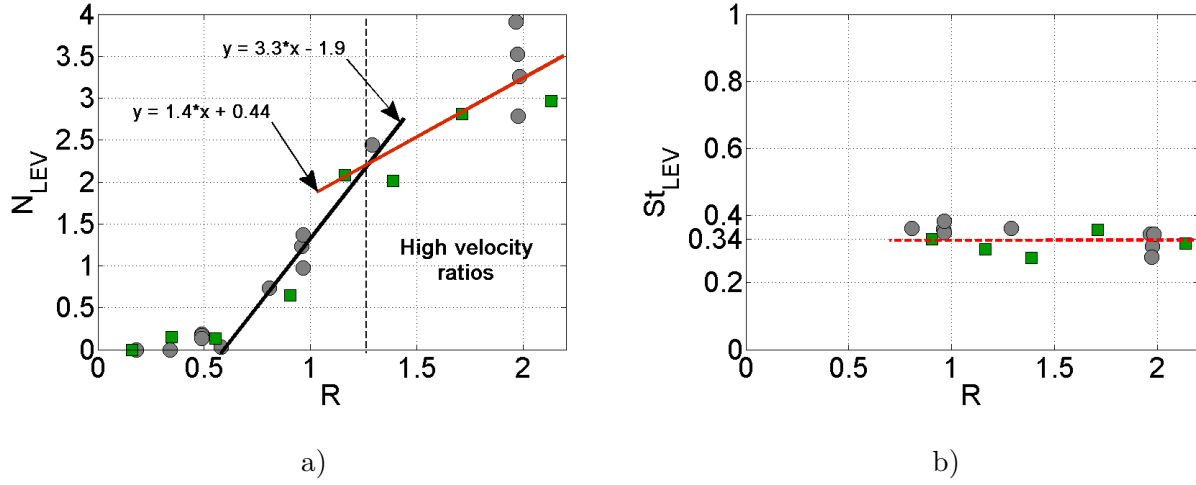 4
3.5
3
2.5
2
1.5
1
0.5
0
N_LEV
y = 3.3*x - 1.9
y = 1.4*x + 0.44
High velocity
ratios
0 0.5 1 1.5 2
R
a)
1
0.8
0.6
0.4
0.34
0.2
0
St_LEV
0 0.5 1 1.5 2
R
b)